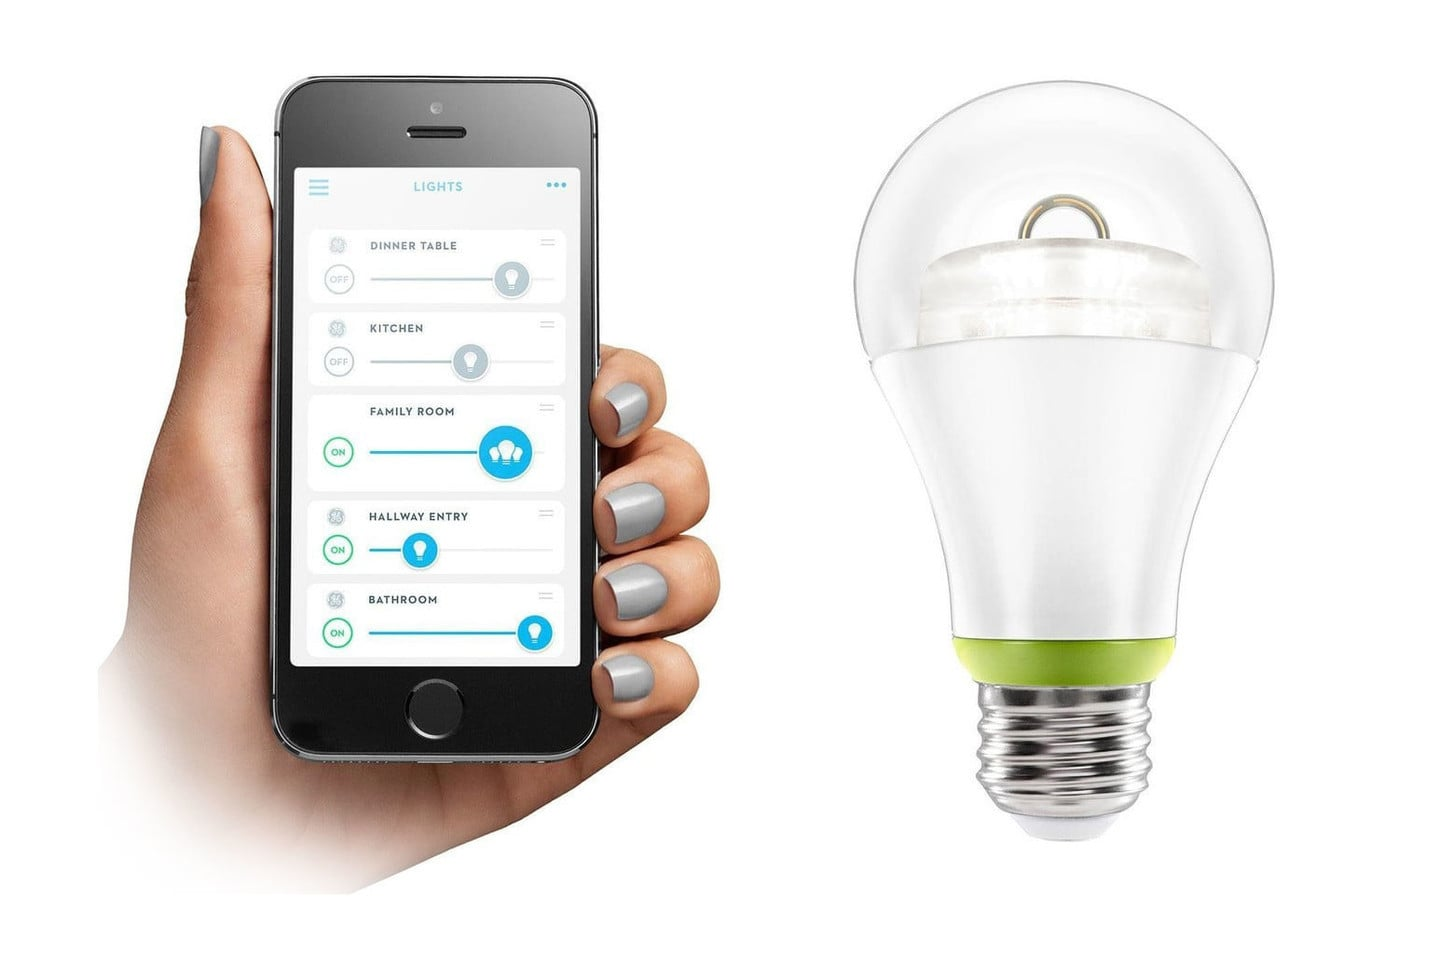 LIGHTS
DINNER TABLE
OFF
KITCHEN
OFF
FAMILY ROOM
ON
HALLWAY ENTRY
ON
BATHROOM
ON